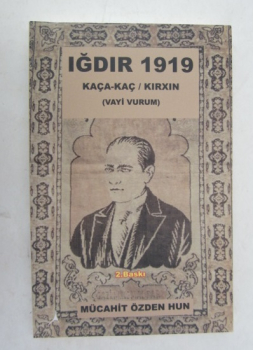 IĞDIR 1919
KAÇA-KAÇ / KIRXIN
(VAYİ VURUM)
2.Baskı
MÜCAHİT ÖZDEN HUN